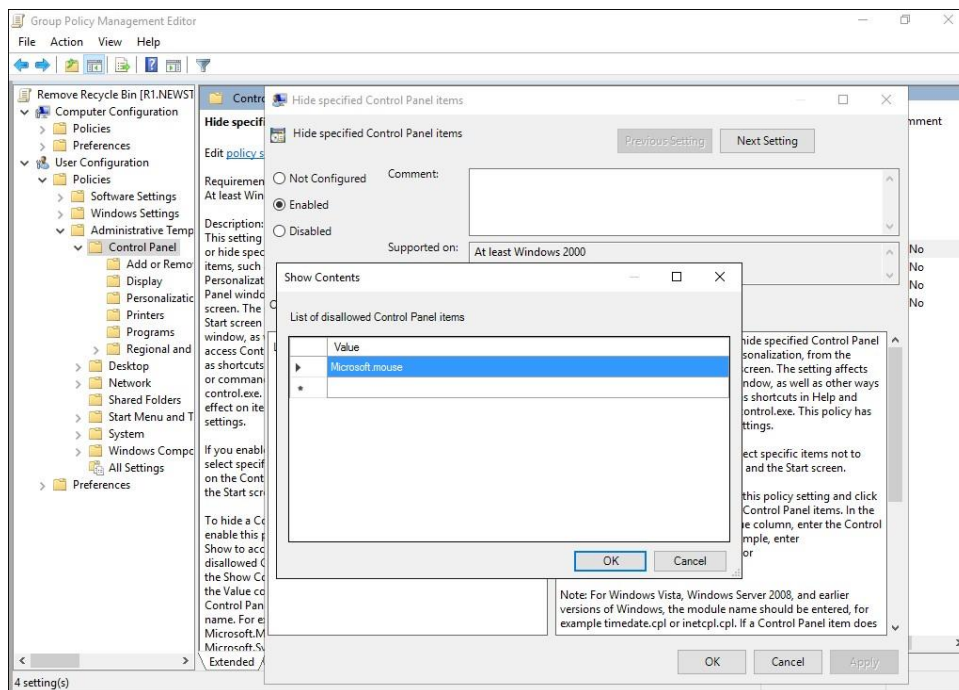 Group Policy Management Editor
File Action View Help
Remove Recycle Bin [R1.NEWST
Computer Configuration
Policies
Preferences
User Configuration
Policies
Software Settings
Windows Settings
Administrative Temp
Control Panel
Add or Remo
Display
Personalizatic
Printers
Programs
Regional and
Desktop
Network
Shared Folders
Start Menu and T
System
Windows Compc
All Settings
Preferences
Contro
Hide specifi
Edit policy s
Requiremen
At least Win
Description:
This setting
or hide spec
items, such
Personalizat
Panel windo
screen. The
Start screen
window, as
access Cont
as shortcuts
or comman
control.exe.
effect on ite
settings.
If you enabl
select specif
on the Cont
the Start scr
To hide a Co
enable this p
Show to acc
disallowed C
the Show Co
the Value co
Control Pan
name. For e
Microsoft.M
Microsoft.Sy
Extended
mment
No
No
No
No
Hide specified Control Panel items
Hide specified Control Panel items
Previous Setting Next Setting
Not Configured
Enabled
Disabled
Comment:
Supported on:
At least Windows 2000
Show Contents
List of disallowed Control Panel items
Value
Microsoft.mouse
OK Cancel
hide specified Control Panel
sonalization, from the
screen. The setting affects
ndow, as well as other ways
s shortcuts in Help and
ontrol.exe. This policy has
ttings.
ect specific items not to
and the Start screen.
this policy setting and click
Control Panel items. In the
e column, enter the Control
mple, enter
or
Note: For Windows Vista, Windows Server 2008, and earlier
versions of Windows, the module name should be entered, for
example timedate.cpl or inetcpl.cpl. If a Control Panel item does
OK Cancel Apply
4 setting(s)